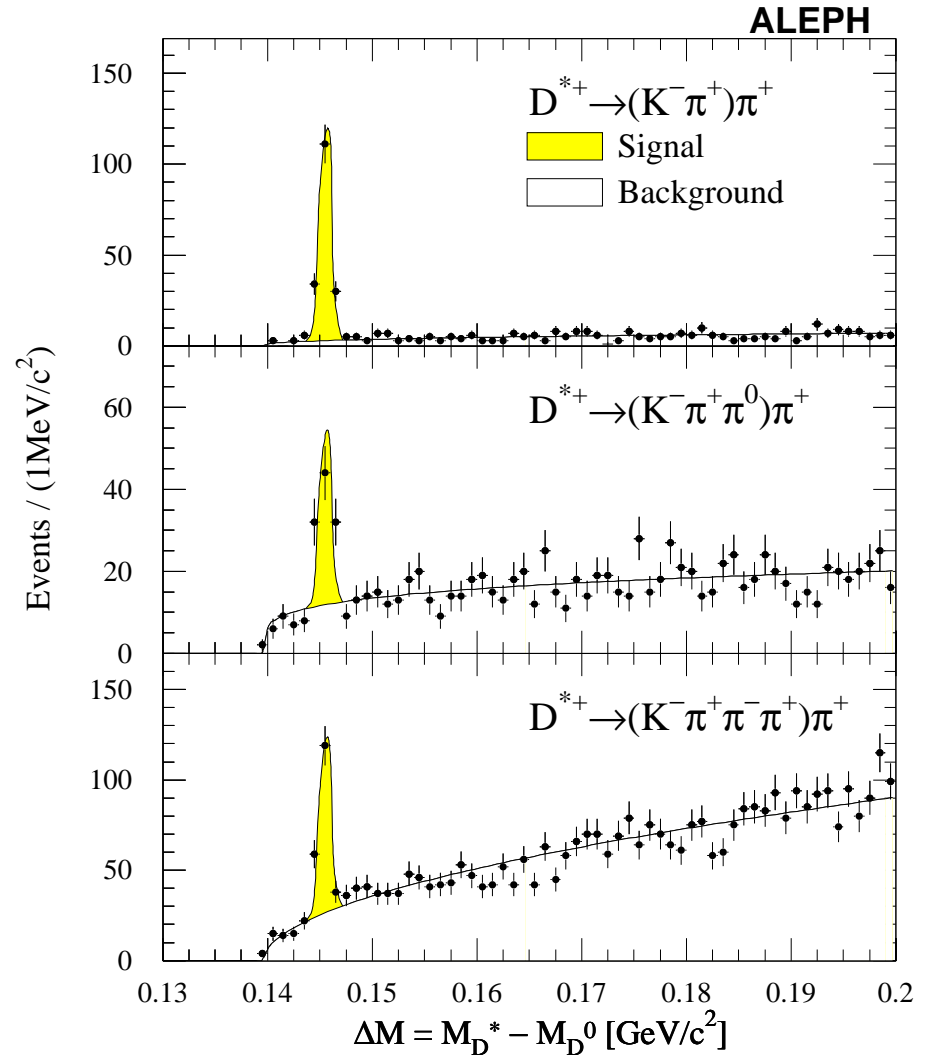 ALEPH
D*+→(K⁻π⁺)π⁺
Signal
Background
150
100
50
0
D*+→(K⁻π⁺π⁰)π⁺
60
40
20
0
D*+→(K⁻π⁺π⁻π⁺)π⁺
150
100
50
0
Events / (1MeV/c²)
0.13 0.14 0.15 0.16 0.17 0.18 0.19 0.2
ΔM = M_D* − M_D⁰ [GeV/c²]